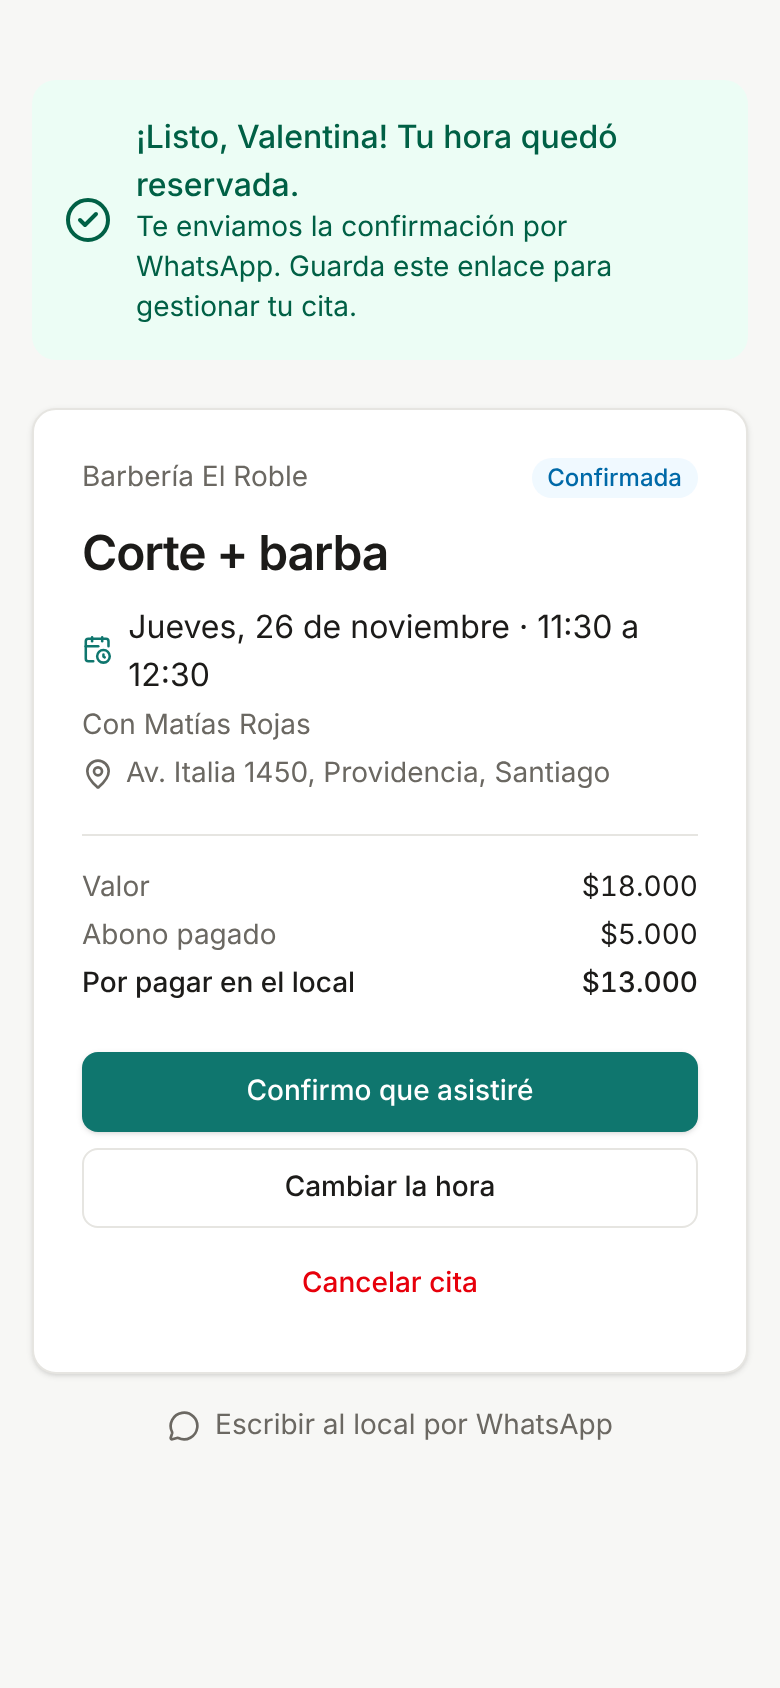 ¡Listo, Valentina! Tu hora quedó
reservada.
Te enviamos la confirmación por
WhatsApp. Guarda este enlace para
gestionar tu cita.
Barbería El Roble
Confirmada
Corte + barba
Jueves, 26 de noviembre · 11:30 a
12:30
Con Matías Rojas
Av. Italia 1450, Providencia, Santiago
Valor $18.000
Abono pagado $5.000
Por pagar en el local $13.000
Confirmo que asistiré
Cambiar la hora
Cancelar cita
Escribir al local por WhatsApp